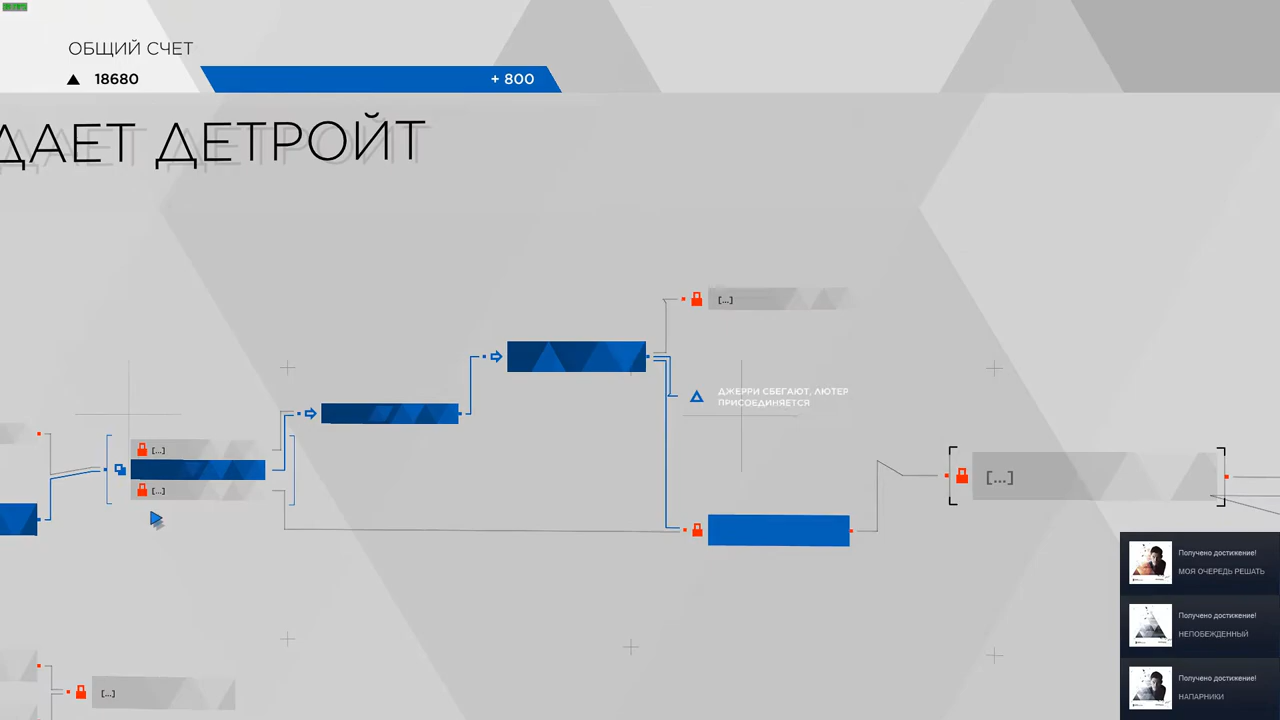 ОБЩИЙ СЧЕТ
18680
+ 800
ДАЕТ ДЕТРОЙТ
[...]
ДЖЕРРИ СБЕГАЮТ, ЛЮТЕР
ПРИСОЕДИНЯЕТСЯ
[...]
[...]
[...]
[...]
Получено достижение!
МОЯ ОЧЕРЕДЬ РЕШАТЬ
Получено достижение!
НЕПОБЕЖДЕННЫЙ
Получено достижение!
НАПАРНИКИ